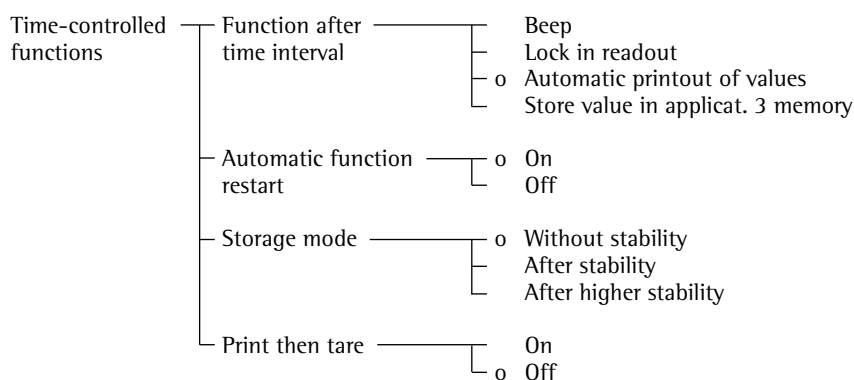 Time-controlled functions
Function after time interval
Beep
Lock in readout
o Automatic printout of values
Store value in applicat. 3 memory
Automatic function restart
o On
Off
Storage mode
o Without stability
After stability
After higher stability
Print then tare
On
o Off